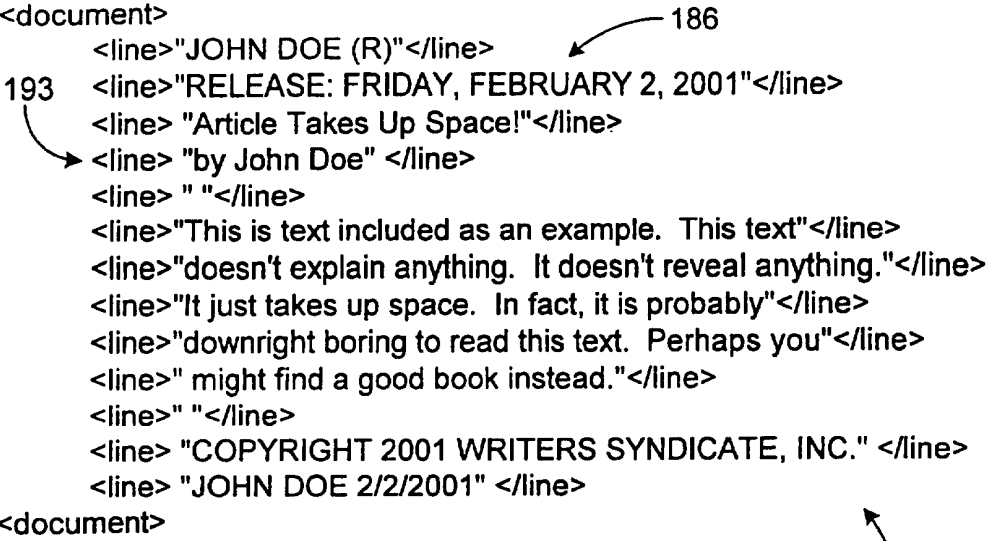 <document>
186
<line>"JOHN DOE (R)"</line>
193 <line>"RELEASE: FRIDAY, FEBRUARY 2, 2001"</line>
<line> "Article Takes Up Space!"</line>
<line> "by John Doe" </line>
<line> " "</line>
<line>"This is text included as an example.  This text"</line>
<line>"doesn't explain anything.  It doesn't reveal anything."</line>
<line>"It just takes up space.  In fact, it is probably"</line>
<line>"downright boring to read this text.  Perhaps you"</line>
<line>" might find a good book instead."</line>
<line>" "</line>
<line> "COPYRIGHT 2001 WRITERS SYNDICATE, INC." </line>
<line> "JOHN DOE 2/2/2001" </line>
<document>